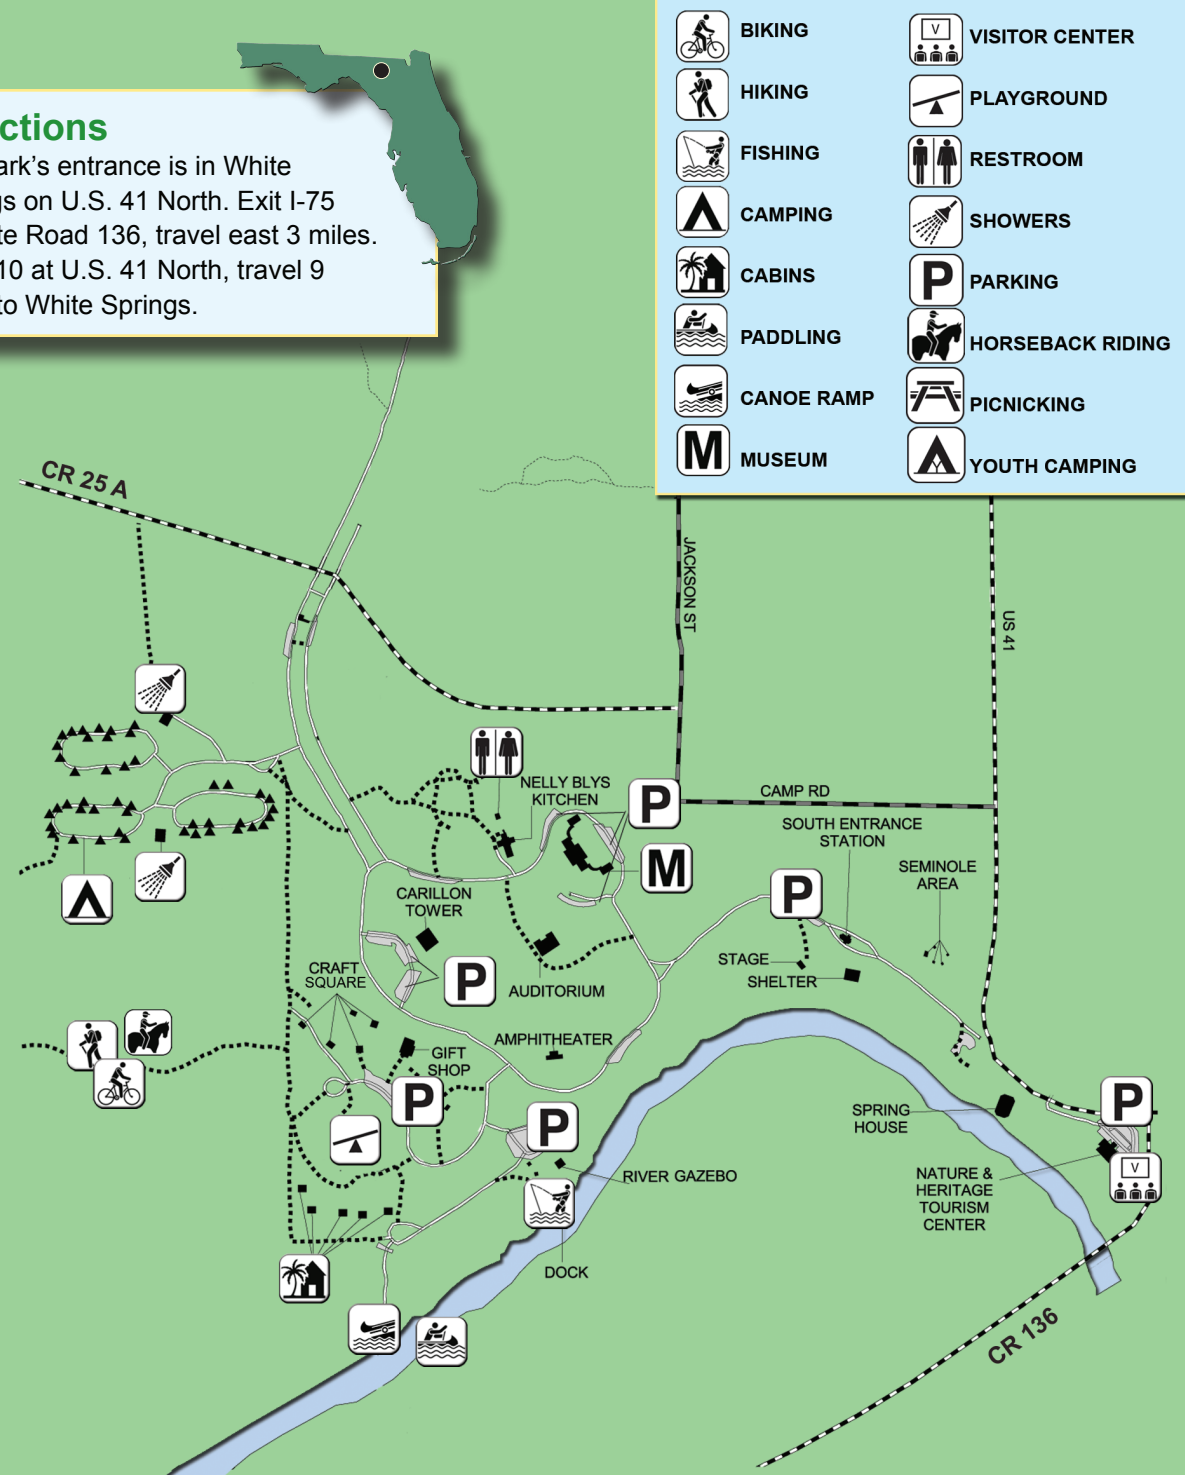 ctions
ark's entrance is in White
gs on U.S. 41 North. Exit I-75
te Road 136, travel east 3 miles.
10 at U.S. 41 North, travel 9
to White Springs.
BIKING
HIKING
FISHING
CAMPING
CABINS
PADDLING
CANOE RAMP
M
MUSEUM
V
VISITOR CENTER
PLAYGROUND
RESTROOM
SHOWERS
P
PARKING
HORSEBACK RIDING
PICNICKING
YOUTH CAMPING
CR 25 A
JACKSON ST
US 41
NELLY BLYS
KITCHEN
P
CAMP RD
SOUTH ENTRANCE
STATION
M
SEMINOLE
AREA
P
CARILLON
TOWER
STAGE
SHELTER
CRAFT
SQUARE
P
AUDITORIUM
AMPHITHEATER
GIFT
SHOP
P
P
P
SPRING
HOUSE
RIVER GAZEBO
NATURE &
HERITAGE
TOURISM
CENTER
V
DOCK
CR 136